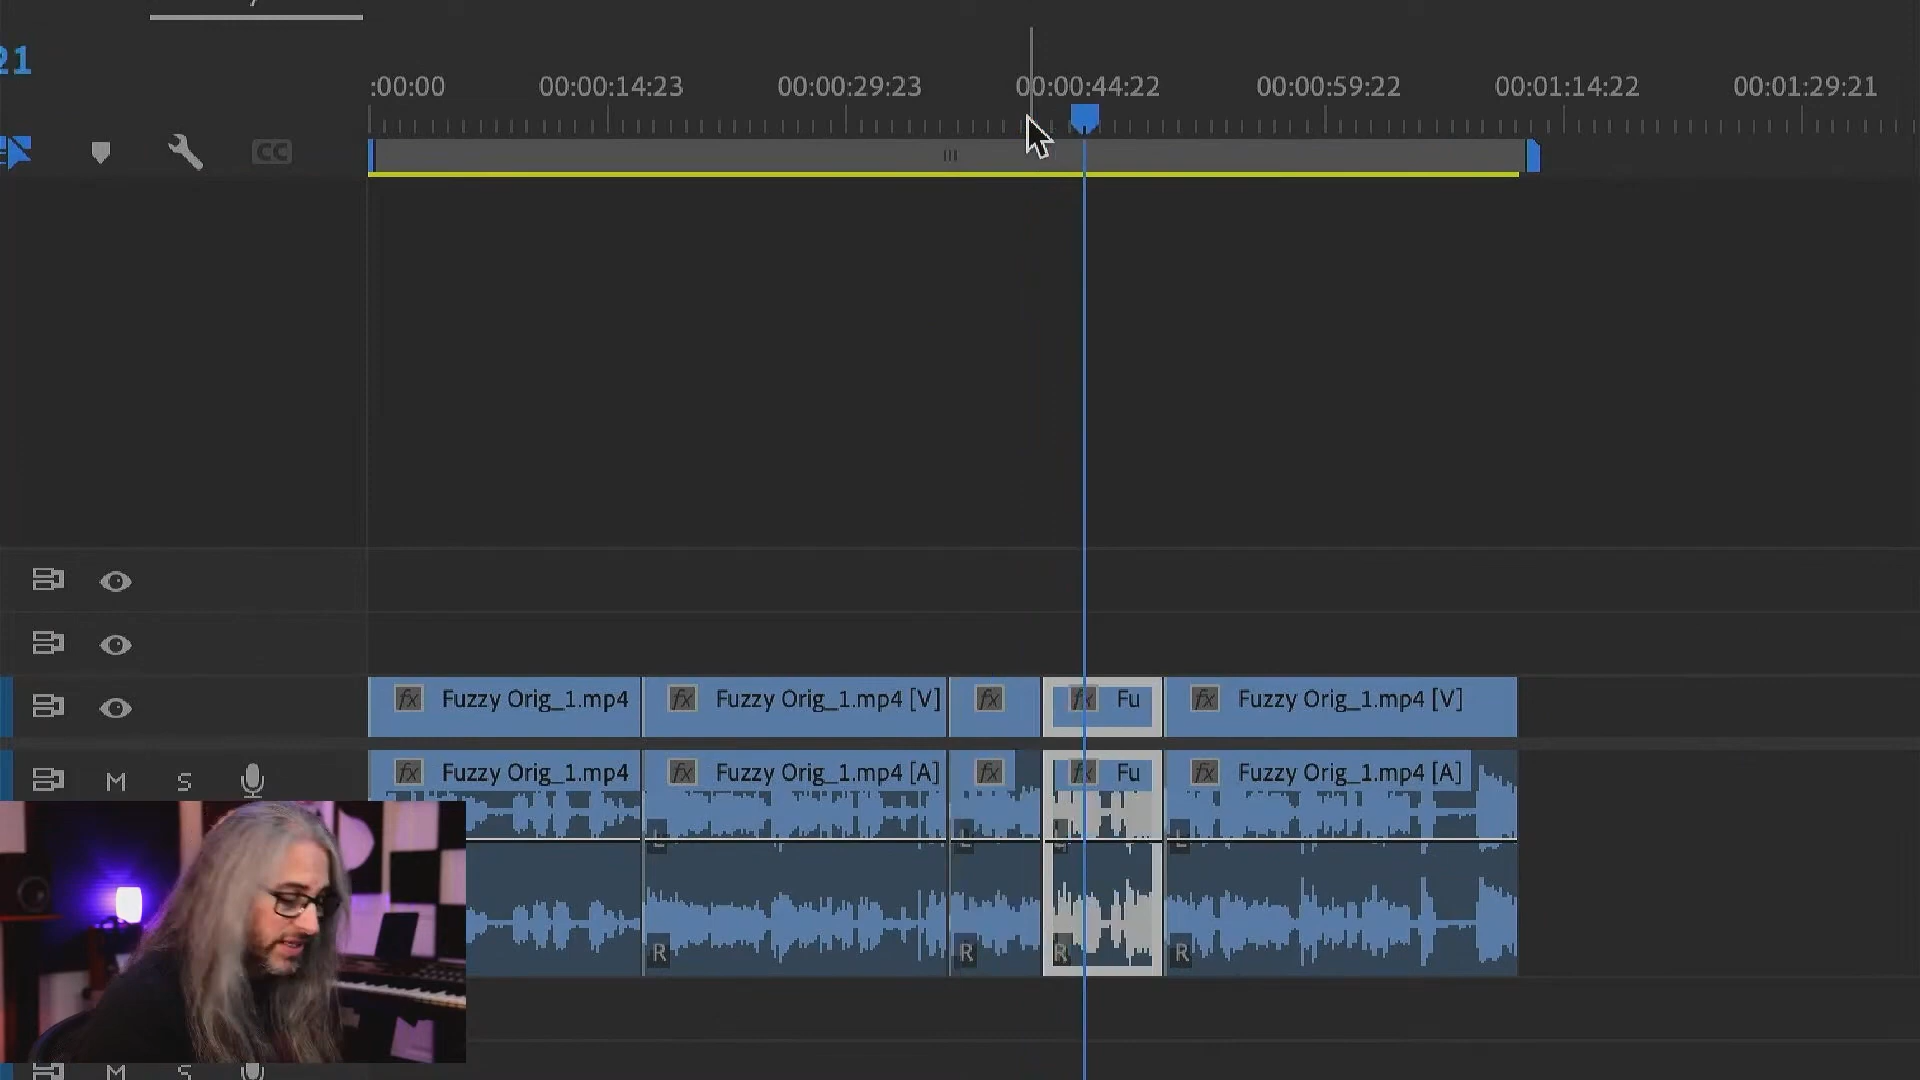 21
:00:00 00:00:14:23 00:00:29:23 00:00:44:22 00:00:59:22 00:01:14:22 00:01:29:21
CC
fx Fuzzy Orig_1.mp4 fx Fuzzy Orig_1.mp4 [V] fx fx Fu fx Fuzzy Orig_1.mp4 [V]
M S fx Fuzzy Orig_1.mp4 fx Fuzzy Orig_1.mp4 [A] fx fx Fu fx Fuzzy Orig_1.mp4 [A]
L L L L
R R R R
M S